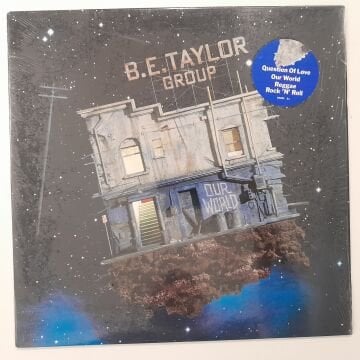 B.E.TAYLOR
GROUP
Question Of Love
Our World
Reggae
Rock 'N' Roll
OUR
WORLD